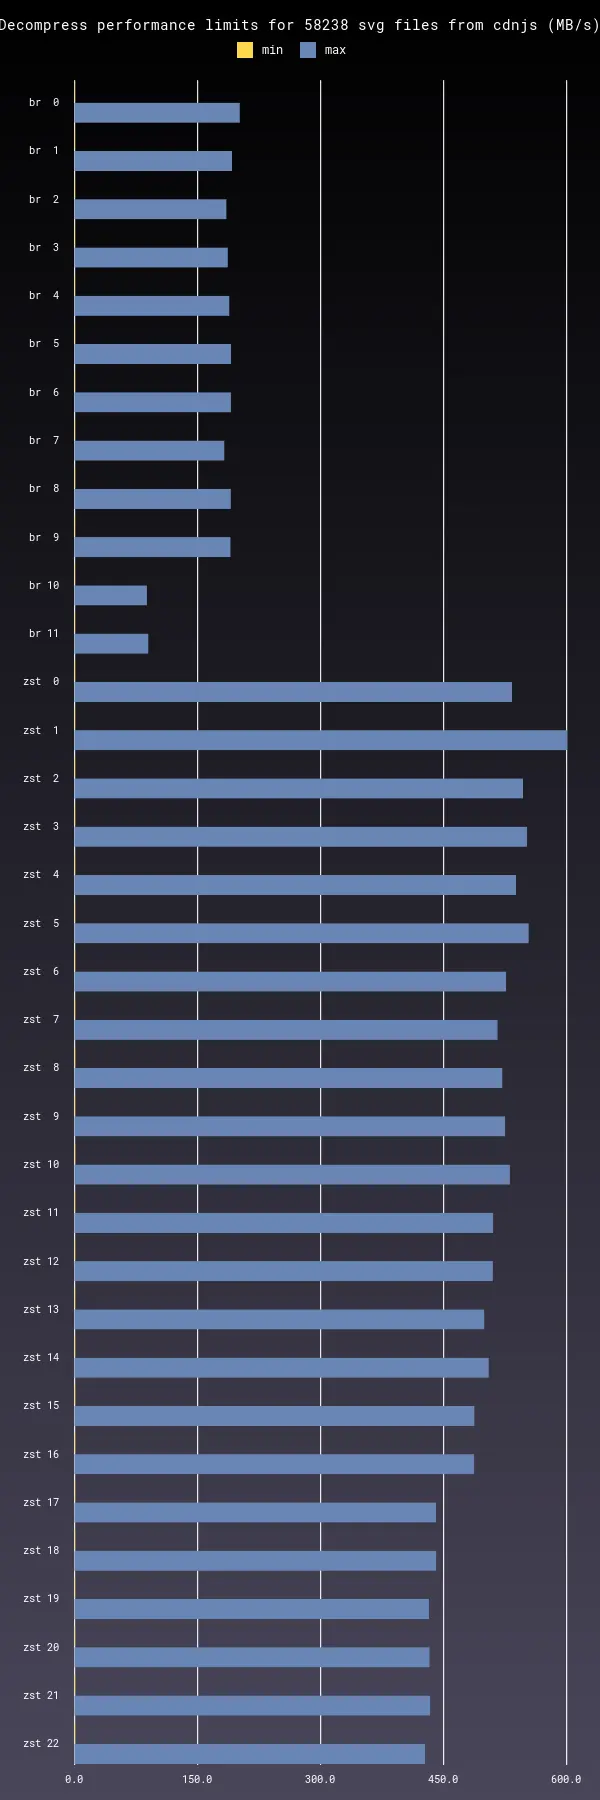 Decompress performance limits for 58238 svg files from cdnjs (MB/s)
min max
br 0
br 1
br 2
br 3
br 4
br 5
br 6
br 7
br 8
br 9
br 10
br 11
zst 0
zst 1
zst 2
zst 3
zst 4
zst 5
zst 6
zst 7
zst 8
zst 9
zst 10
zst 11
zst 12
zst 13
zst 14
zst 15
zst 16
zst 17
zst 18
zst 19
zst 20
zst 21
zst 22
0.0 150.0 300.0 450.0 600.0